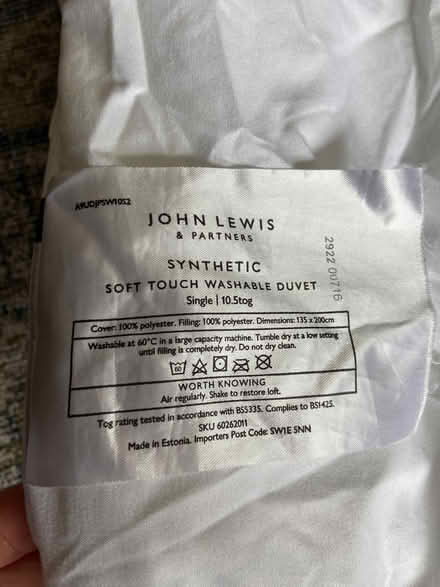 A9UDJPSW1052
JOHN LEWIS
& PARTNERS
SYNTHETIC
SOFT TOUCH WASHABLE DUVET
Single | 10.5tog
2922 00716
Cover: 100% polyester. Filling: 100% polyester. Dimensions: 135 x 200cm
Washable at 60°C in a large capacity machine. Tumble dry at a low setting
until filling is completely dry. Do not dry clean.
60
WORTH KNOWING
Air regularly. Shake to restore loft.
Tog rating tested in accordance with BS5335. Complies to BS1425.
SKU 60262011
Made in Estonia. Importers Post Code: SW1E 5NN